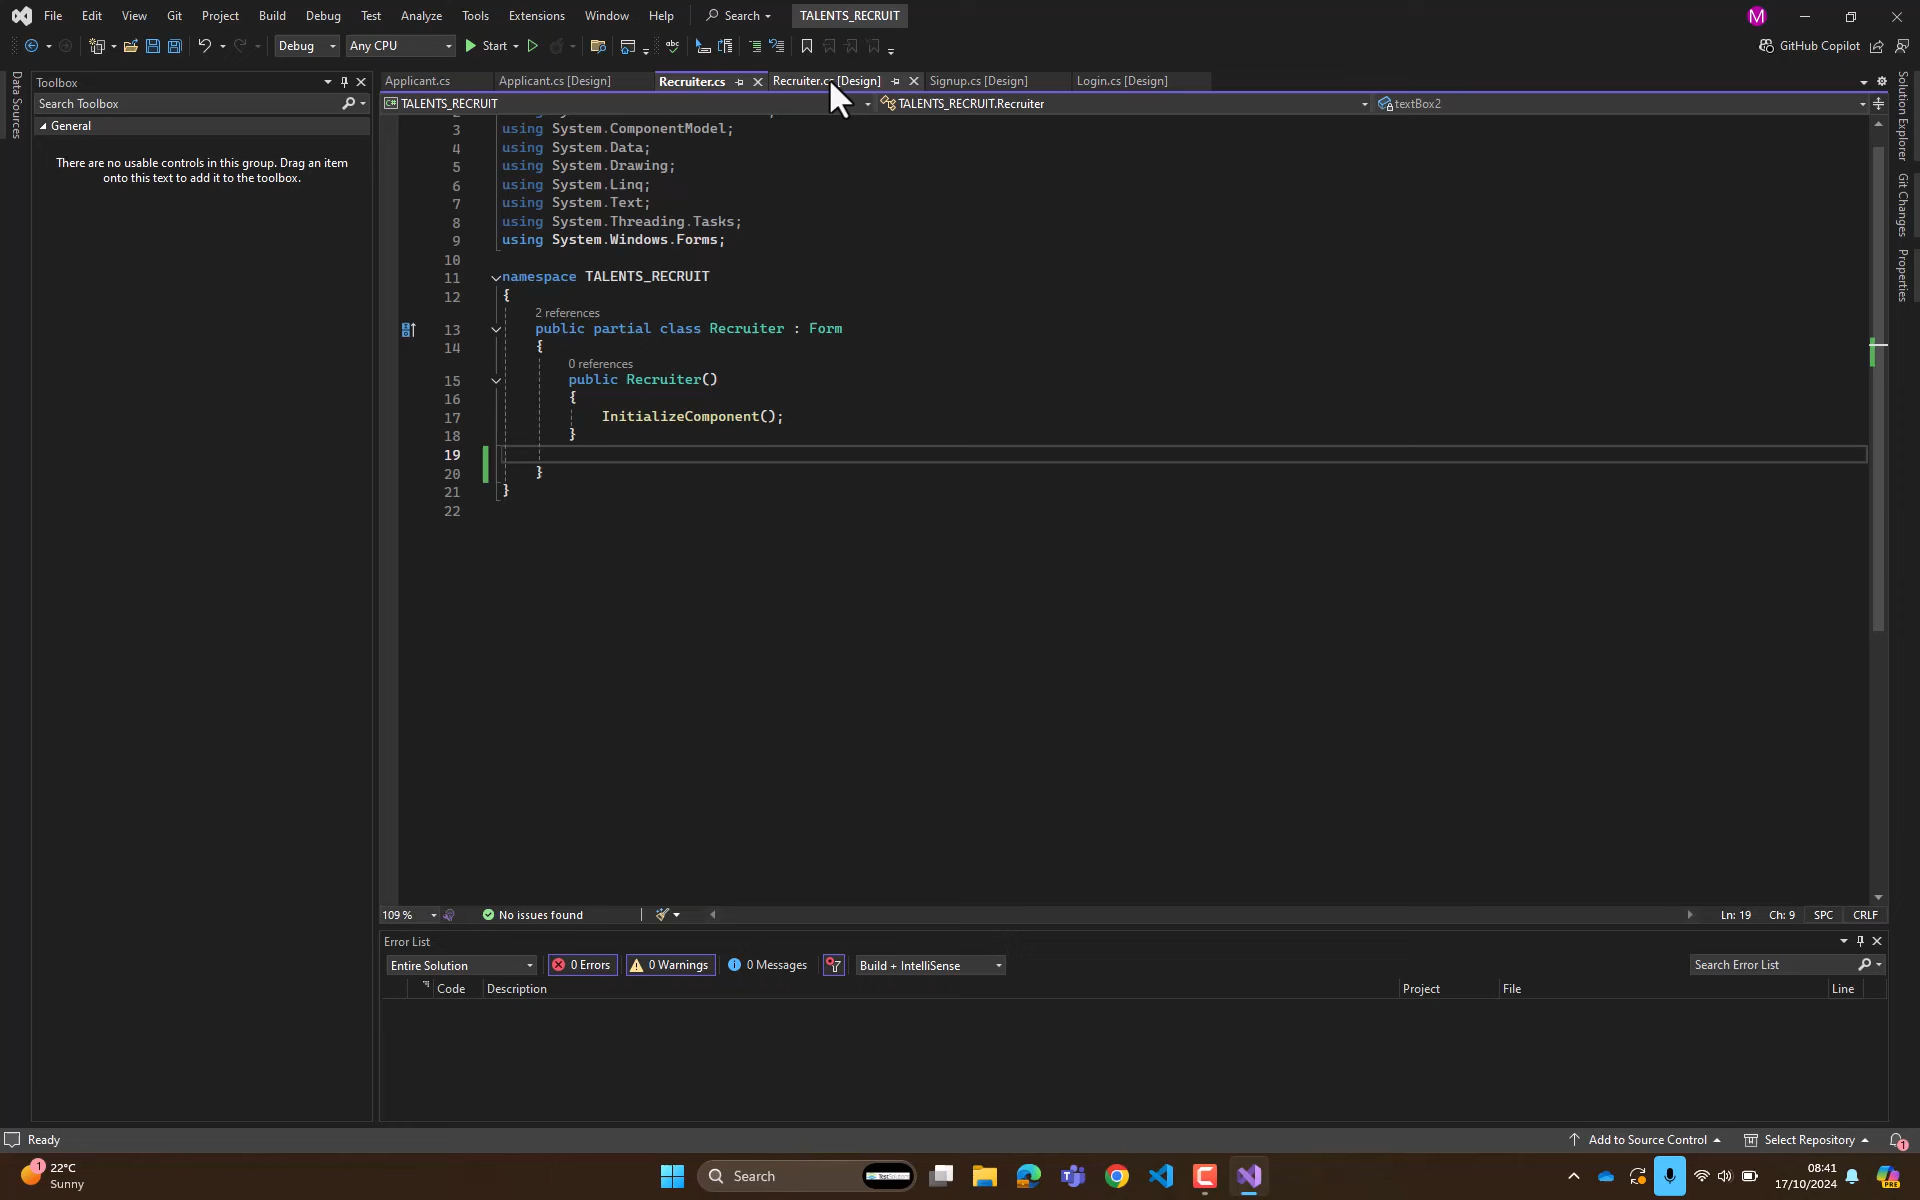 File Edit View Git Project Build Debug Test Analyze Tools Extensions Window Help Search TALENTS_RECRUIT M
Debug Any CPU Start GitHub Copilot
Data Sources
Toolbox
Search Toolbox
General
There are no usable controls in this group. Drag an item
onto this text to add it to the toolbox.
Applicant.cs Applicant.cs [Design] Recruiter.cs Recruiter.cs [Design] Signup.cs [Design] Login.cs [Design]
TALENTS_RECRUIT TALENTS_RECRUIT.Recruiter textBox2
3 using System.ComponentModel;
4 using System.Data;
5 using System.Drawing;
6 using System.Linq;
7 using System.Text;
8 using System.Threading.Tasks;
9 using System.Windows.Forms;
10
11 namespace TALENTS_RECRUIT
12 {
2 references
13 public partial class Recruiter : Form
14 {
0 references
15 public Recruiter()
16 {
17 InitializeComponent();
18 }
19
20 }
21 }
22
Solution Explorer
Git Changes
Properties
109 % No issues found Ln: 19 Ch: 9 SPC CRLF
Error List
Entire Solution 0 Errors 0 Warnings 0 Messages Build + IntelliSense Search Error List
Code Description Project File Line
Ready Add to Source Control Select Repository 1
1 22°C
Sunny
Search
08:41
17/10/2024
PRE